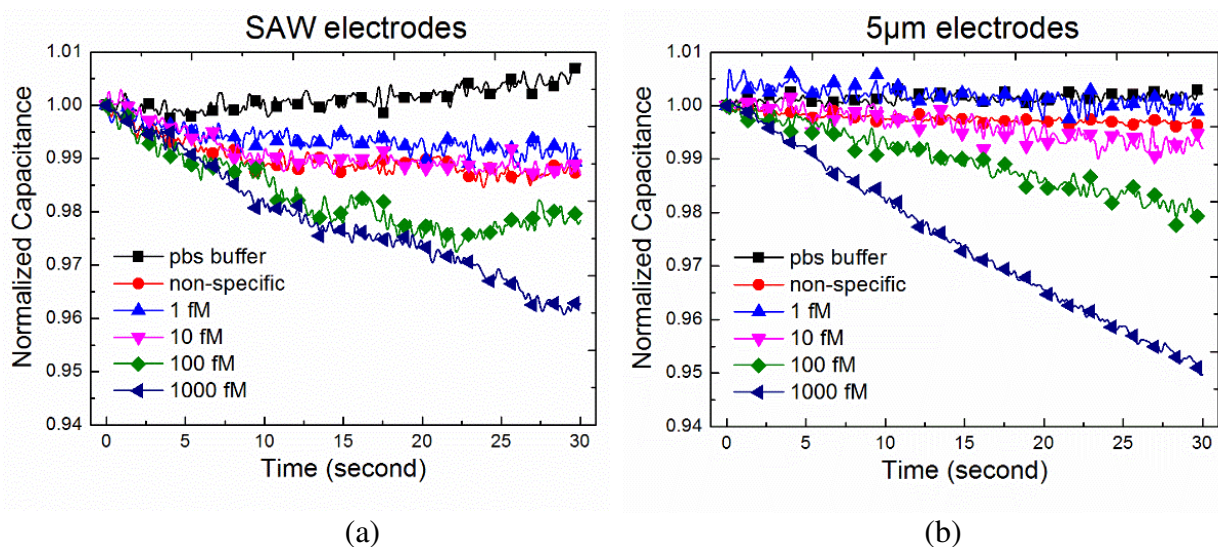 SAW electrodes
1.01
1.00
0.99
0.98
0.97
0.96
0.95
0.94
Normalized Capacitance
pbs buffer
non-specific
1 fM
10 fM
100 fM
1000 fM
0 5 10 15 20 25 30
Time (second)
(a)
5µm electrodes
1.01
1.00
0.99
0.98
0.97
0.96
0.95
0.94
Normalized Capacitance
pbs buffer
non-specific
1 fM
10 fM
100 fM
1000 fM
0 5 10 15 20 25 30
Time (second)
(b)